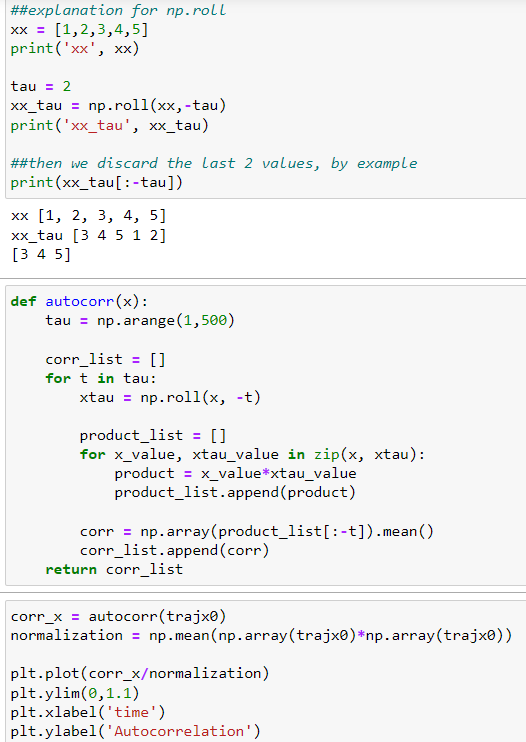 ##explanation for np.roll
xx = [1,2,3,4,5]
print('xx', xx)

tau = 2
xx_tau = np.roll(xx,-tau)
print('xx_tau', xx_tau)

##then we discard the last 2 values, by example
print(xx_tau[:-tau])

xx [1, 2, 3, 4, 5]
xx_tau [3 4 5 1 2]
[3 4 5]

def autocorr(x):
    tau = np.arange(1,500)

    corr_list = []
    for t in tau:
        xtau = np.roll(x, -t)

        product_list = []
        for x_value, xtau_value in zip(x, xtau):
            product = x_value*xtau_value
            product_list.append(product)

        corr = np.array(product_list[:-t]).mean()
        corr_list.append(corr)
    return corr_list

corr_x = autocorr(trajx0)
normalization = np.mean(np.array(trajx0)*np.array(trajx0))

plt.plot(corr_x/normalization)
plt.ylim(0,1.1)
plt.xlabel('time')
plt.ylabel('Autocorrelation')